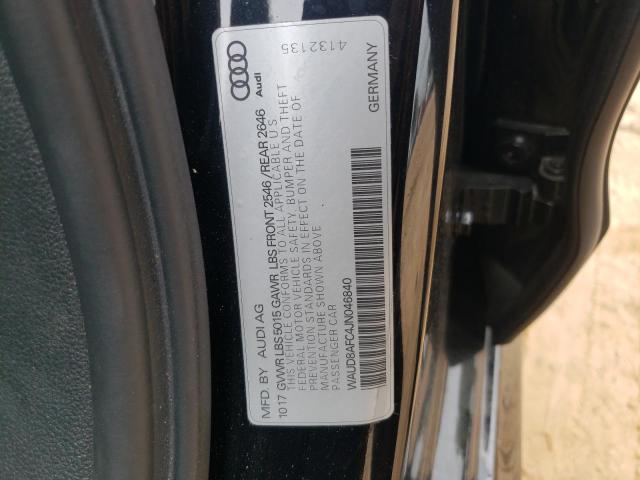 MFD. BY AUDI AG
10 17 GVWR LBS 5015 GAWR LBS FRONT 2546/REAR 2646
THIS VEHICLE CONFORMS TO ALL APPLICABLE U S
FEDERAL MOTOR VEHICLE SAFETY, BUMPER AND THEFT
PREVENTION STANDARDS IN EFFECT ON THE DATE OF
MANUFACTURE SHOWN ABOVE
PASSENGER CAR
WAUD8AFC4JN046840
GERMANY
Audi
4132135